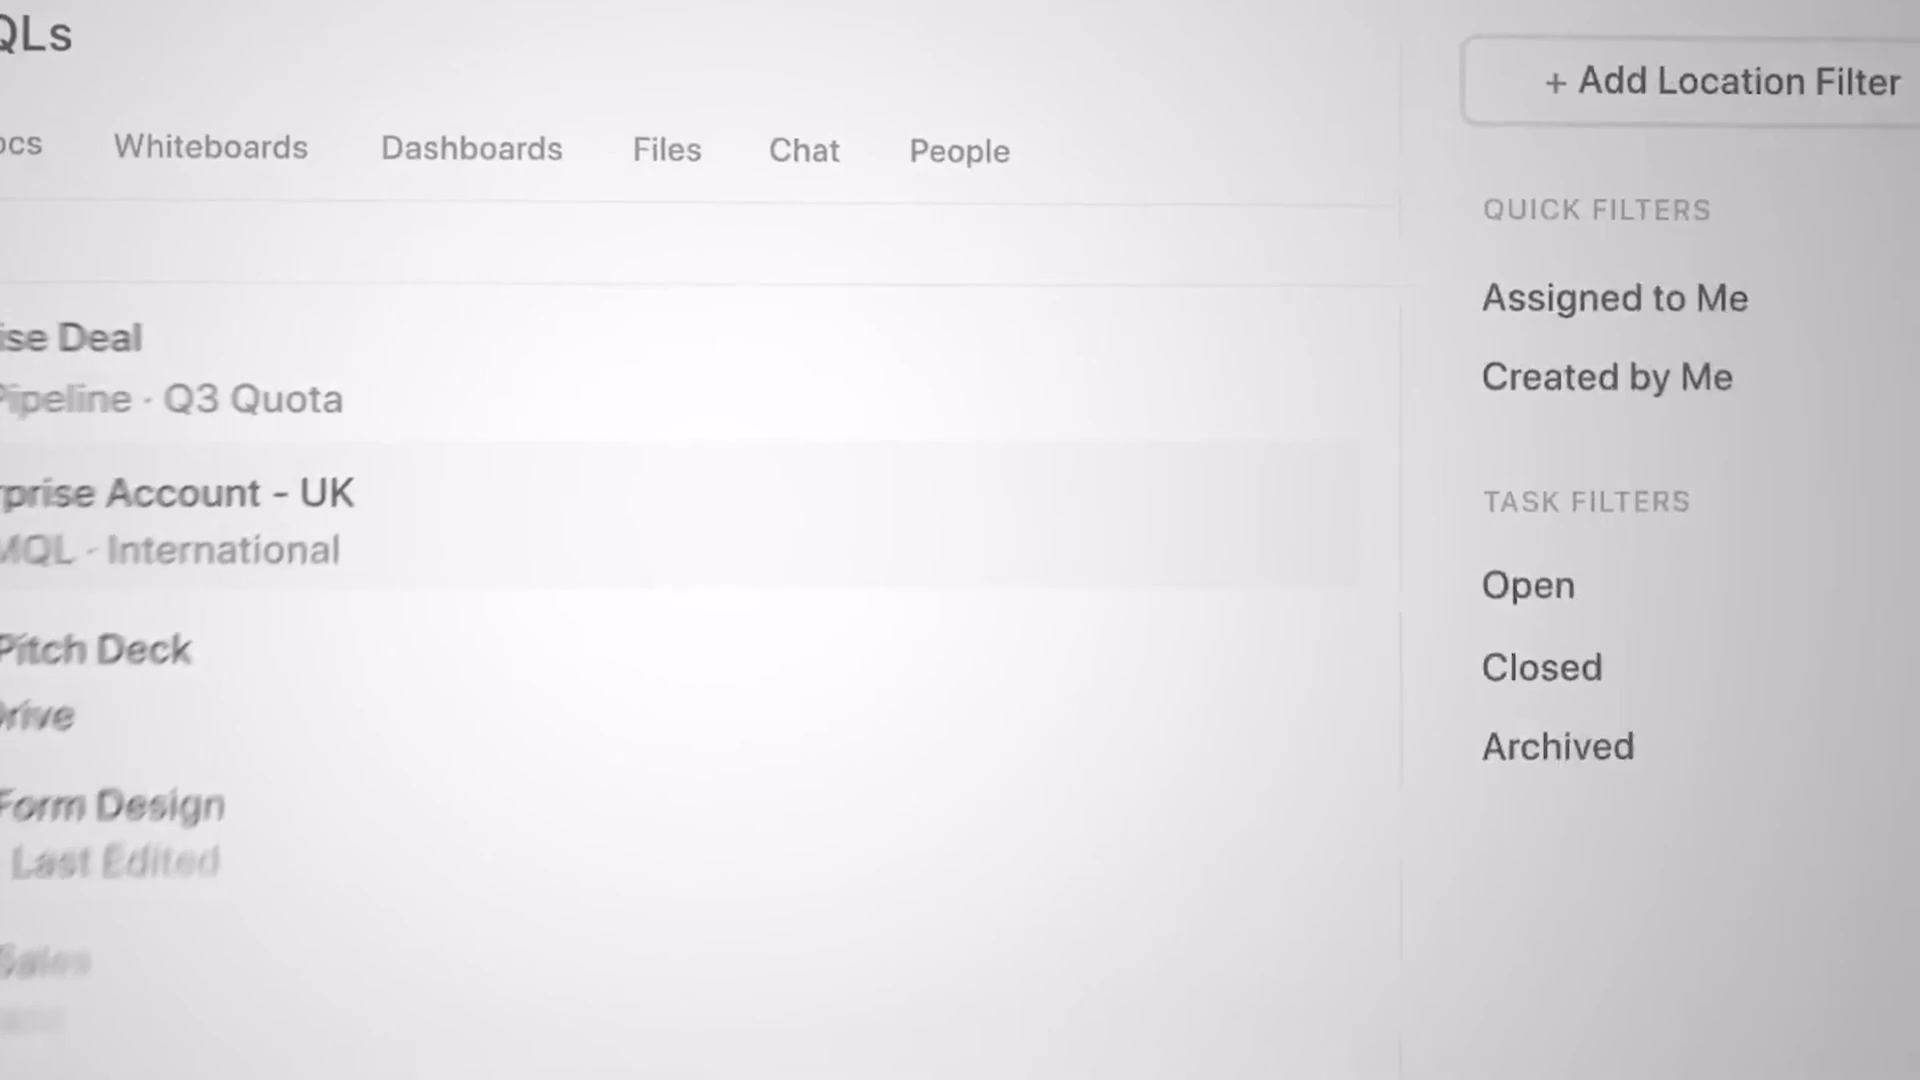 QLs
ocs Whiteboards Dashboards Files Chat People
ise Deal
Pipeline · Q3 Quota
rprise Account - UK
MQL · International
Pitch Deck
Drive
Form Design
Last Edited
Sales
+ Add Location Filter
QUICK FILTERS
Assigned to Me
Created by Me
TASK FILTERS
Open
Closed
Archived